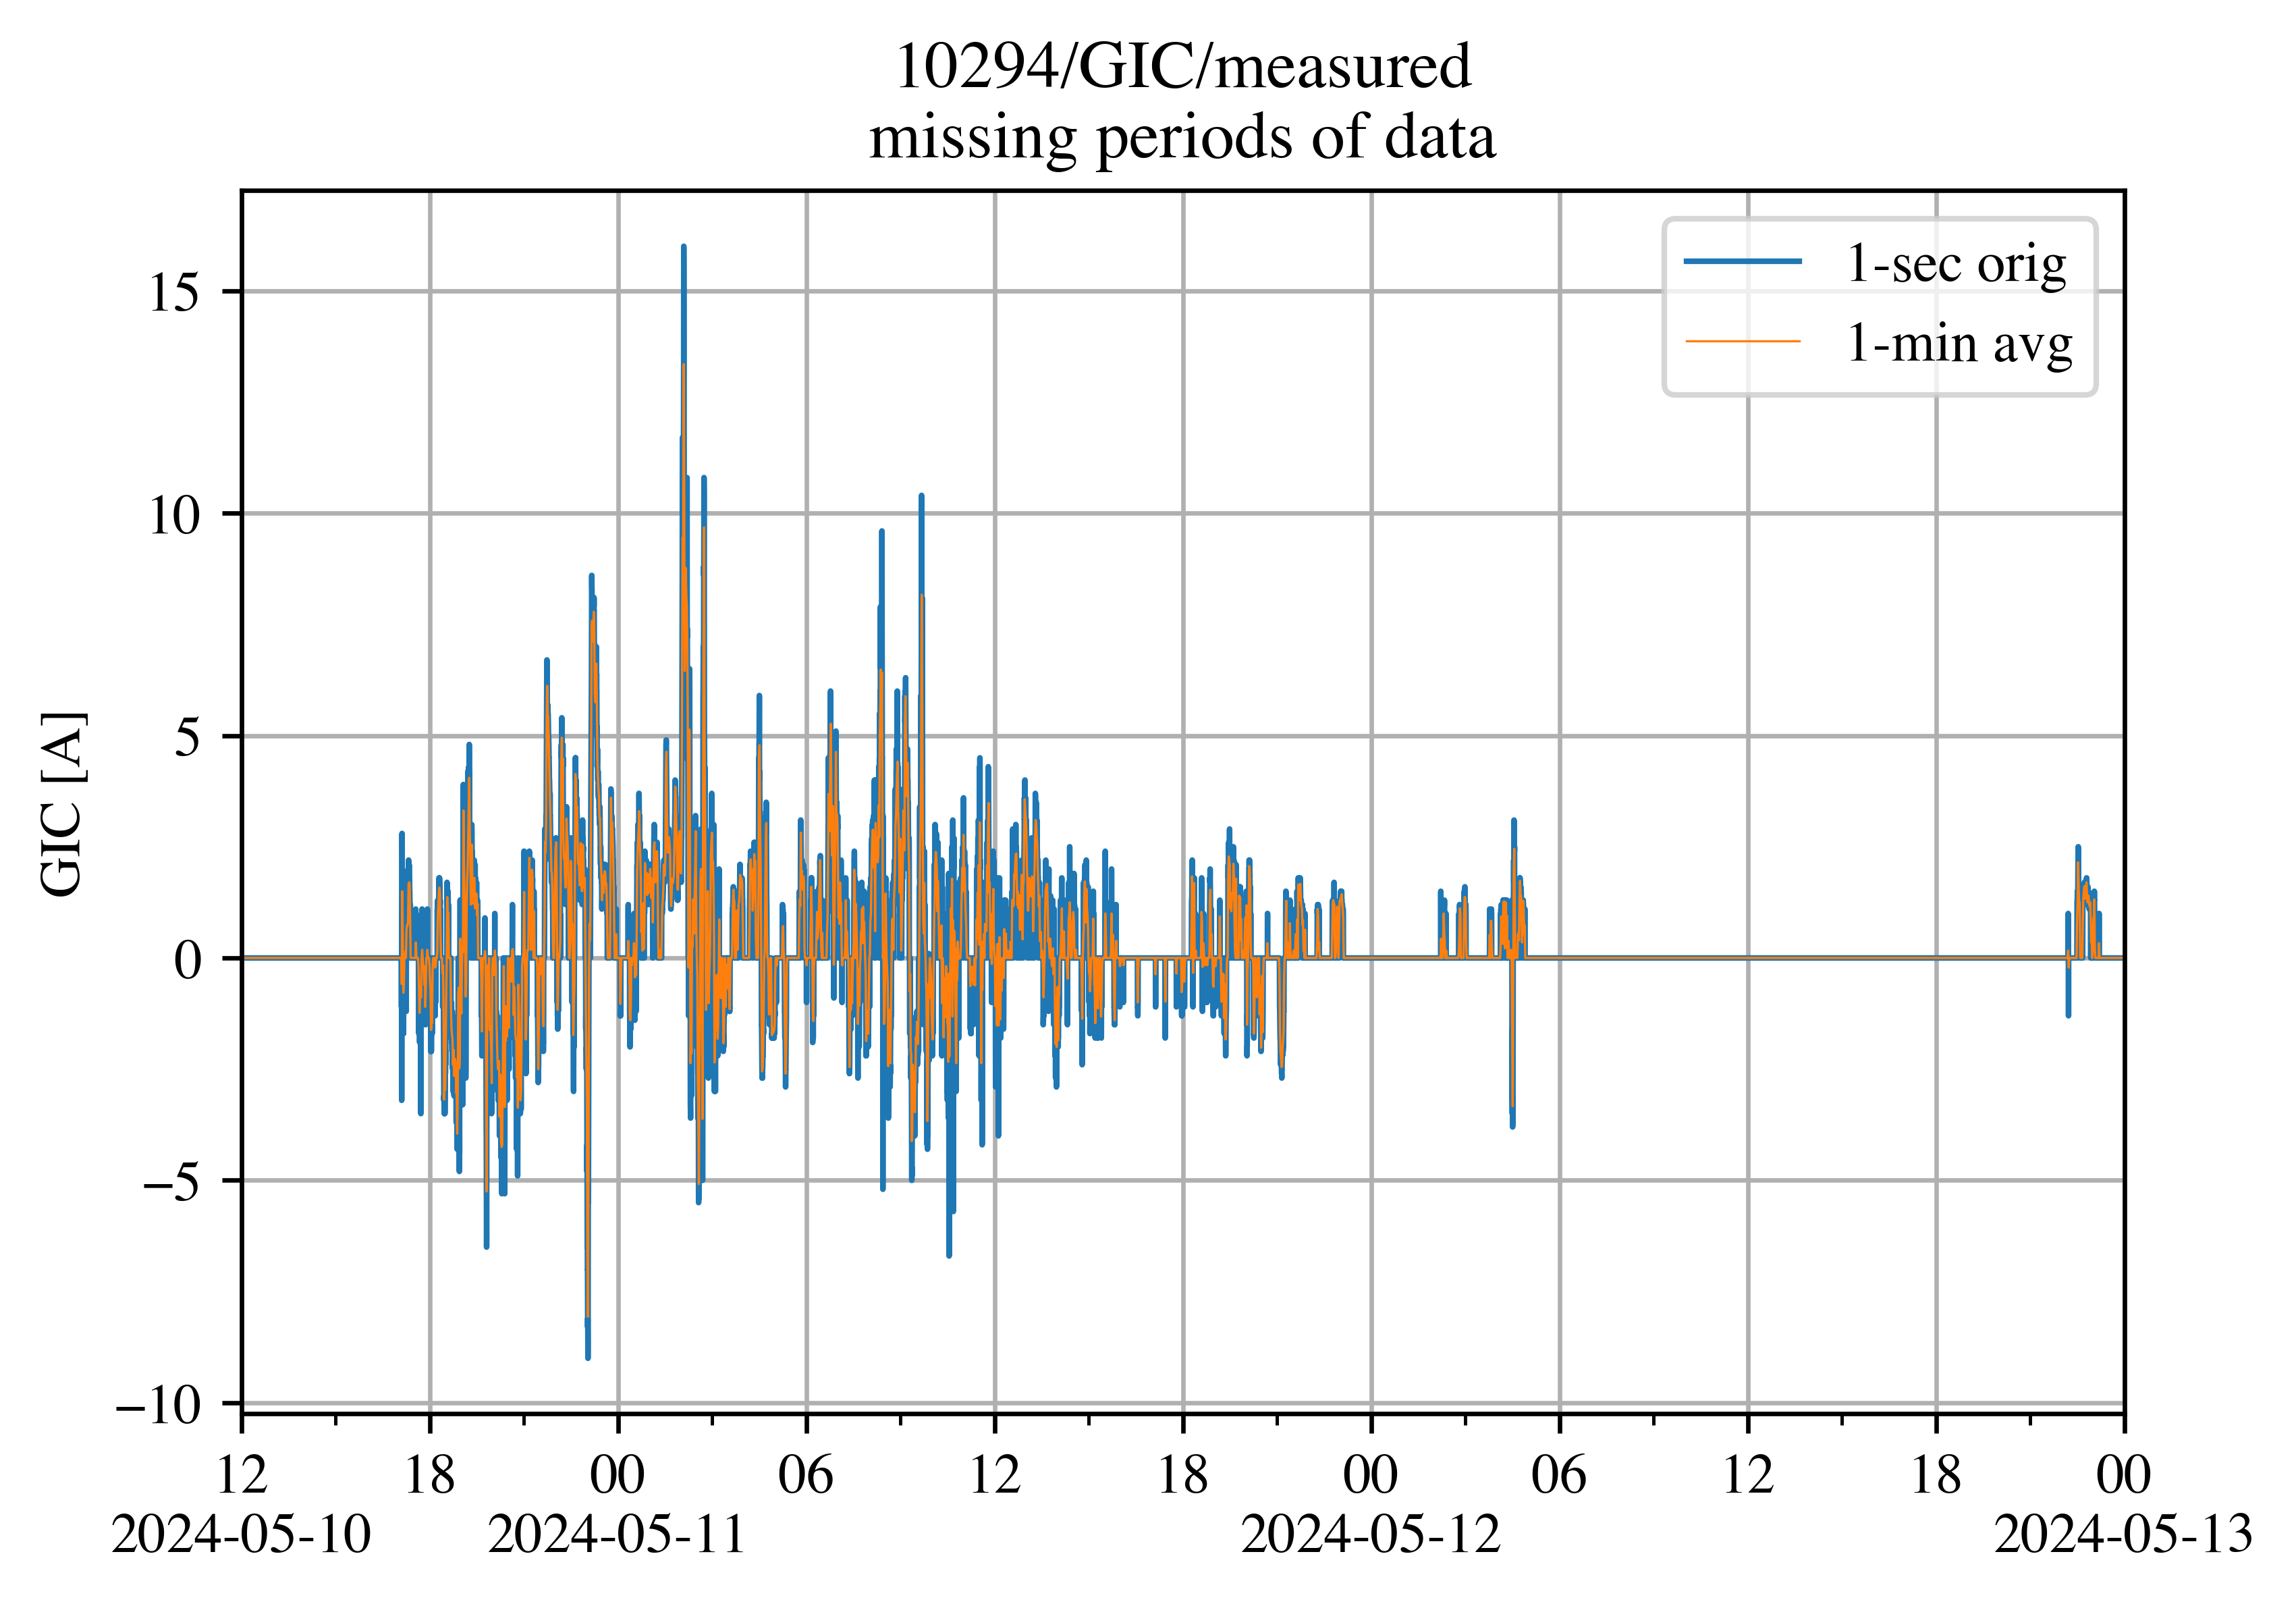 10294/GIC/measured
missing periods of data
1-sec orig
1-min avg
GIC [A]
15
10
5
0
−5
−10
12 18 00 06 12 18 00 06 12 18 00
2024-05-10 2024-05-11 2024-05-12 2024-05-13